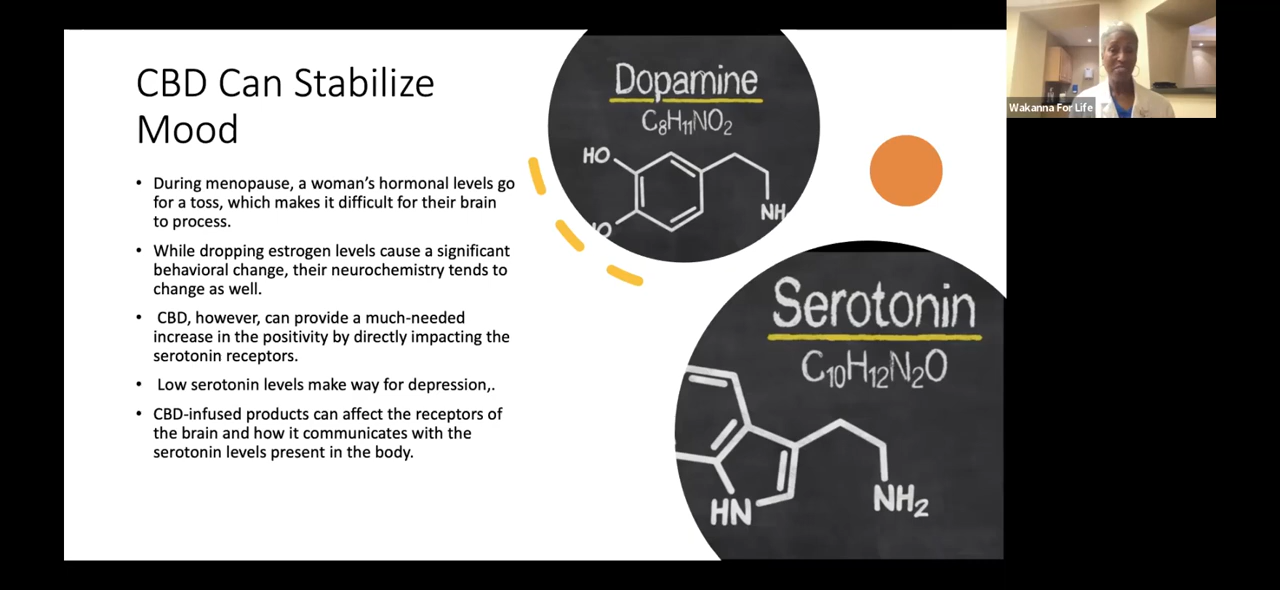 CBD Can Stabilize
Mood
• During menopause, a woman's hormonal levels go
for a toss, which makes it difficult for their brain
to process.
• While dropping estrogen levels cause a significant
behavioral change, their neurochemistry tends to
change as well.
• CBD, however, can provide a much-needed
increase in the positivity by directly impacting the
serotonin receptors.
• Low serotonin levels make way for depression,.
• CBD-infused products can affect the receptors of
the brain and how it communicates with the
serotonin levels present in the body.
Dopamine
C8H11NO2
HO
NH
Serotonin
C10H12N2O
HN
NH2
Wakanna For Life